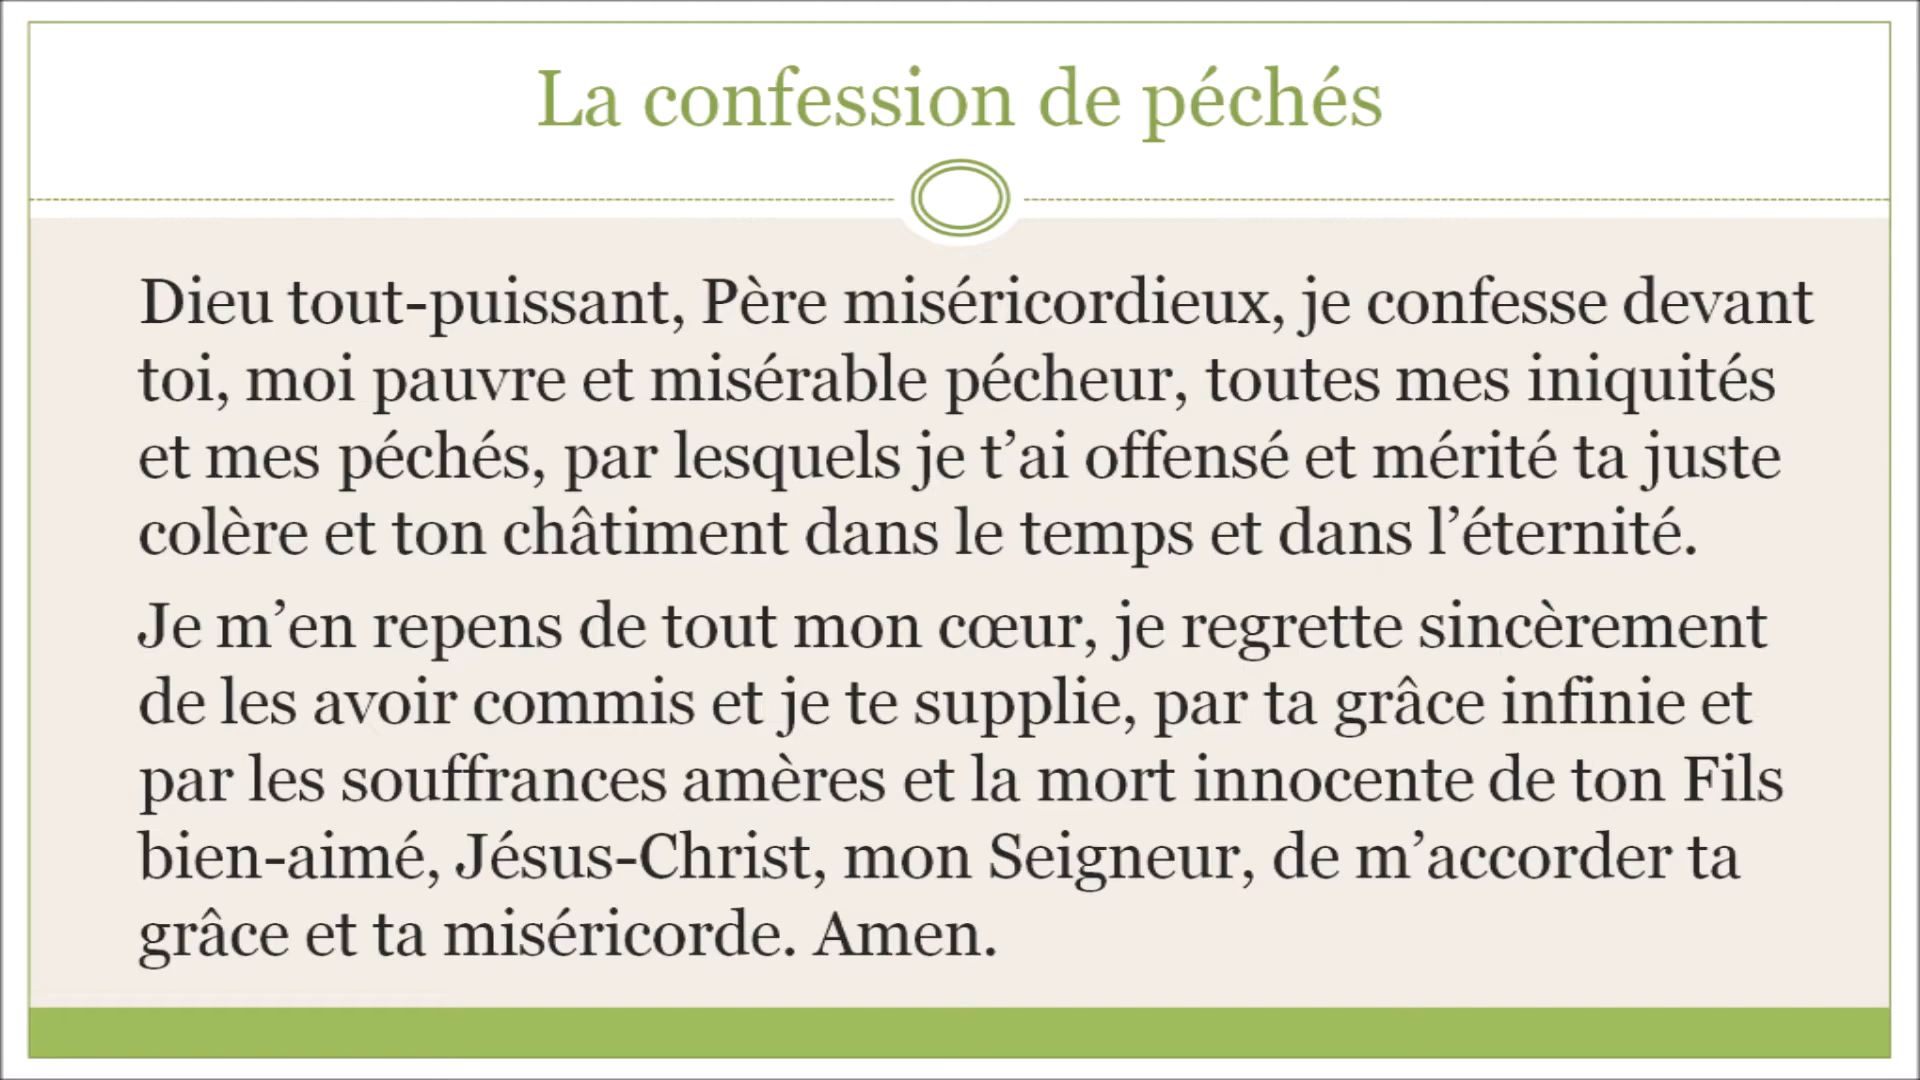 La confession de péchés
Dieu tout-puissant, Père miséricordieux, je confesse devant
toi, moi pauvre et misérable pécheur, toutes mes iniquités
et mes péchés, par lesquels je t’ai offensé et mérité ta juste
colère et ton châtiment dans le temps et dans l’éternité.
Je m’en repens de tout mon cœur, je regrette sincèrement
de les avoir commis et je te supplie, par ta grâce infinie et
par les souffrances amères et la mort innocente de ton Fils
bien-aimé, Jésus-Christ, mon Seigneur, de m’accorder ta
grâce et ta miséricorde. Amen.